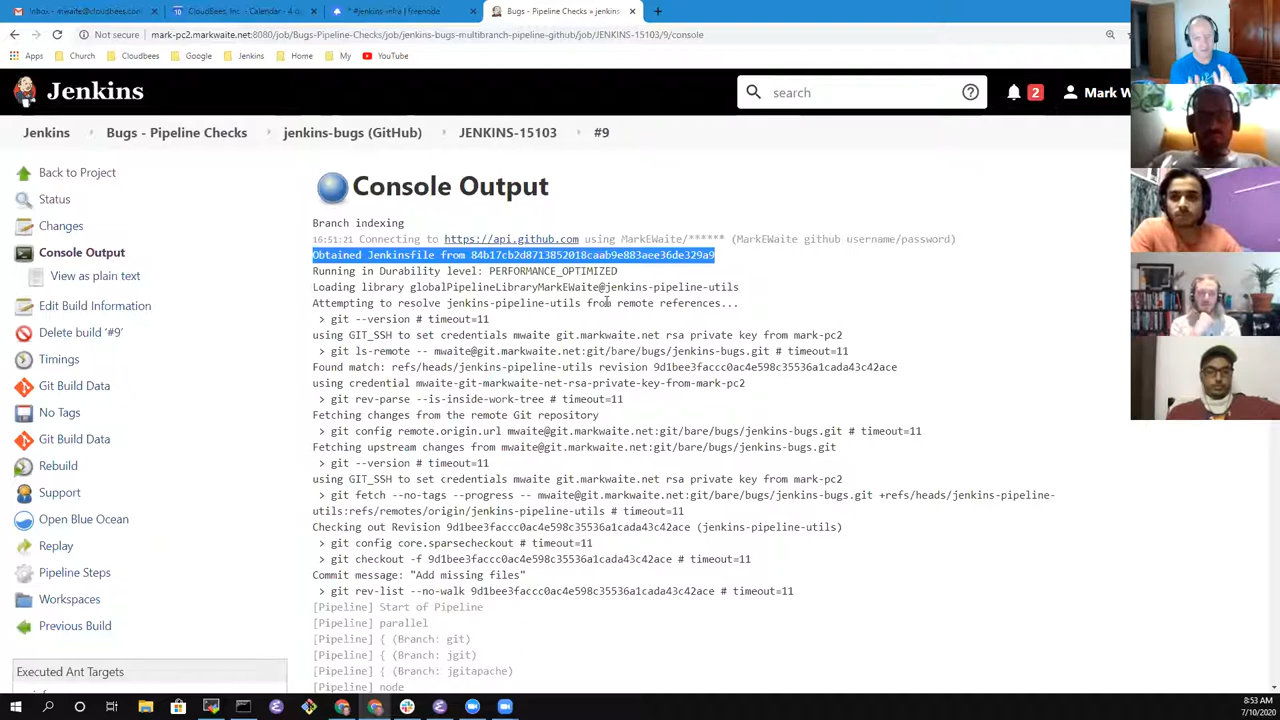 Inbox - mwaite@cloudbees.com
CloudBees, Inc. - Calendar - 4 d
* #jenkins-infra | freenode
Bugs - Pipeline Checks » jenkins
Not secure | mark-pc2.markwaite.net:8080/job/Bugs-Pipeline-Checks/job/jenkins-bugs-multibranch-pipeline-github/job/JENKINS-15103/9/console
Apps Church Cloudbees Google Jenkins Home My YouTube
Jenkins search 2 Mark W
Jenkins Bugs - Pipeline Checks jenkins-bugs (GitHub) JENKINS-15103 #9
Back to Project
Status
Changes
Console Output
View as plain text
Edit Build Information
Delete build '#9'
Timings
Git Build Data
No Tags
Git Build Data
Rebuild
Support
Open Blue Ocean
Replay
Pipeline Steps
Workspaces
Previous Build
Executed Ant Targets
Console Output
Branch indexing
16:51:21 Connecting to https://api.github.com using MarkEWaite/****** (MarkEWaite github username/password)
Obtained Jenkinsfile from 84b17cb2d8713852018caab9e883aee36de329a9
Running in Durability level: PERFORMANCE_OPTIMIZED
Loading library globalPipelineLibraryMarkEWaite@jenkins-pipeline-utils
Attempting to resolve jenkins-pipeline-utils from remote references...
> git --version # timeout=11
using GIT_SSH to set credentials mwaite git.markwaite.net rsa private key from mark-pc2
> git ls-remote -- mwaite@git.markwaite.net:git/bare/bugs/jenkins-bugs.git # timeout=11
Found match: refs/heads/jenkins-pipeline-utils revision 9d1bee3faccc0ac4e598c35536a1cada43c42ace
using credential mwaite-git-markwaite-net-rsa-private-key-from-mark-pc2
> git rev-parse --is-inside-work-tree # timeout=11
Fetching changes from the remote Git repository
> git config remote.origin.url mwaite@git.markwaite.net:git/bare/bugs/jenkins-bugs.git # timeout=11
Fetching upstream changes from mwaite@git.markwaite.net:git/bare/bugs/jenkins-bugs.git
> git --version # timeout=11
using GIT_SSH to set credentials mwaite git.markwaite.net rsa private key from mark-pc2
> git fetch --no-tags --progress -- mwaite@git.markwaite.net:git/bare/bugs/jenkins-bugs.git +refs/heads/jenkins-pipeline-
utils:refs/remotes/origin/jenkins-pipeline-utils # timeout=11
Checking out Revision 9d1bee3faccc0ac4e598c35536a1cada43c42ace (jenkins-pipeline-utils)
> git config core.sparsecheckout # timeout=11
> git checkout -f 9d1bee3faccc0ac4e598c35536a1cada43c42ace # timeout=11
Commit message: "Add missing files"
> git rev-list --no-walk 9d1bee3faccc0ac4e598c35536a1cada43c42ace # timeout=11
[Pipeline] Start of Pipeline
[Pipeline] parallel
[Pipeline] { (Branch: git)
[Pipeline] { (Branch: jgit)
[Pipeline] { (Branch: jgitapache)
[Pipeline] node
8:53 AM
7/10/2020